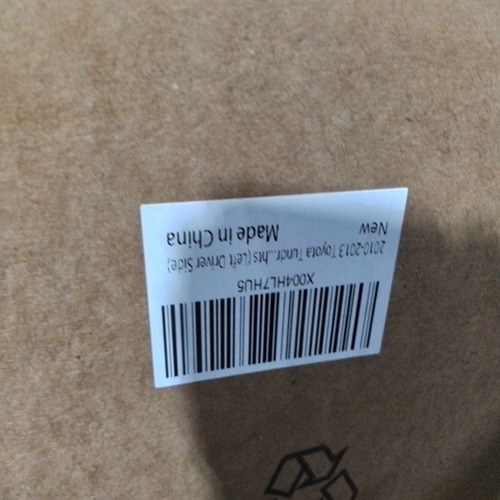 X004HL7HU5
2010-2013 Toyota Tundr...hts (Left Driver Side)
New
Made in China